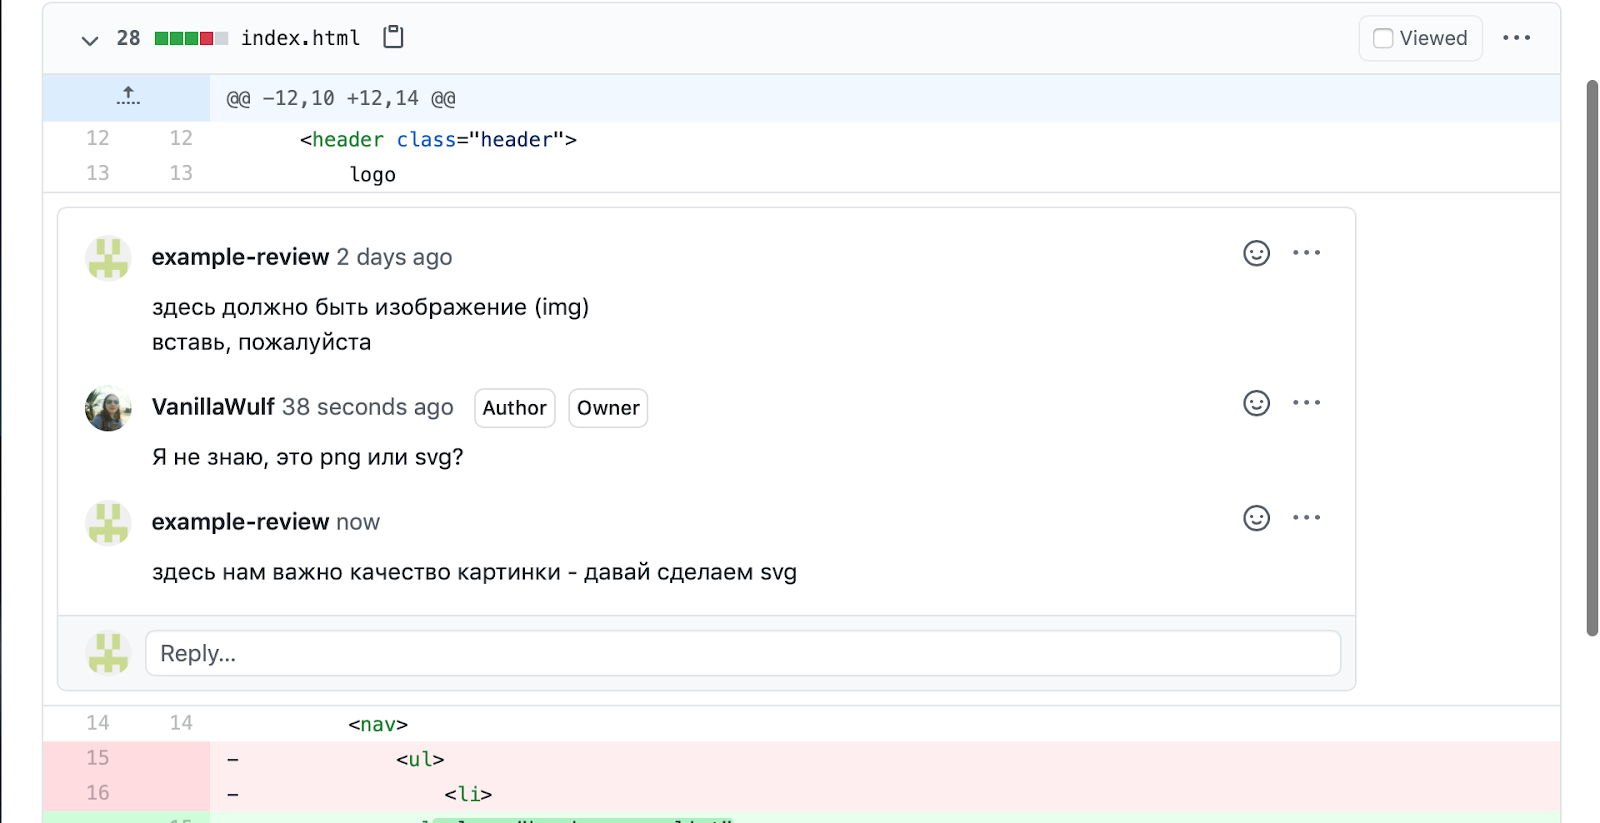 28 index.html Viewed
@@ -12,10 +12,14 @@
12 12 <header class="header">
13 13 logo
example-review 2 days ago
здесь должно быть изображение (img)
вставь, пожалуйста
VanillaWulf 38 seconds ago Author Owner
Я не знаю, это png или svg?
example-review now
здесь нам важно качество картинки - давай сделаем svg
Reply...
14 14 <nav>
15 - <ul>
16 - <li>